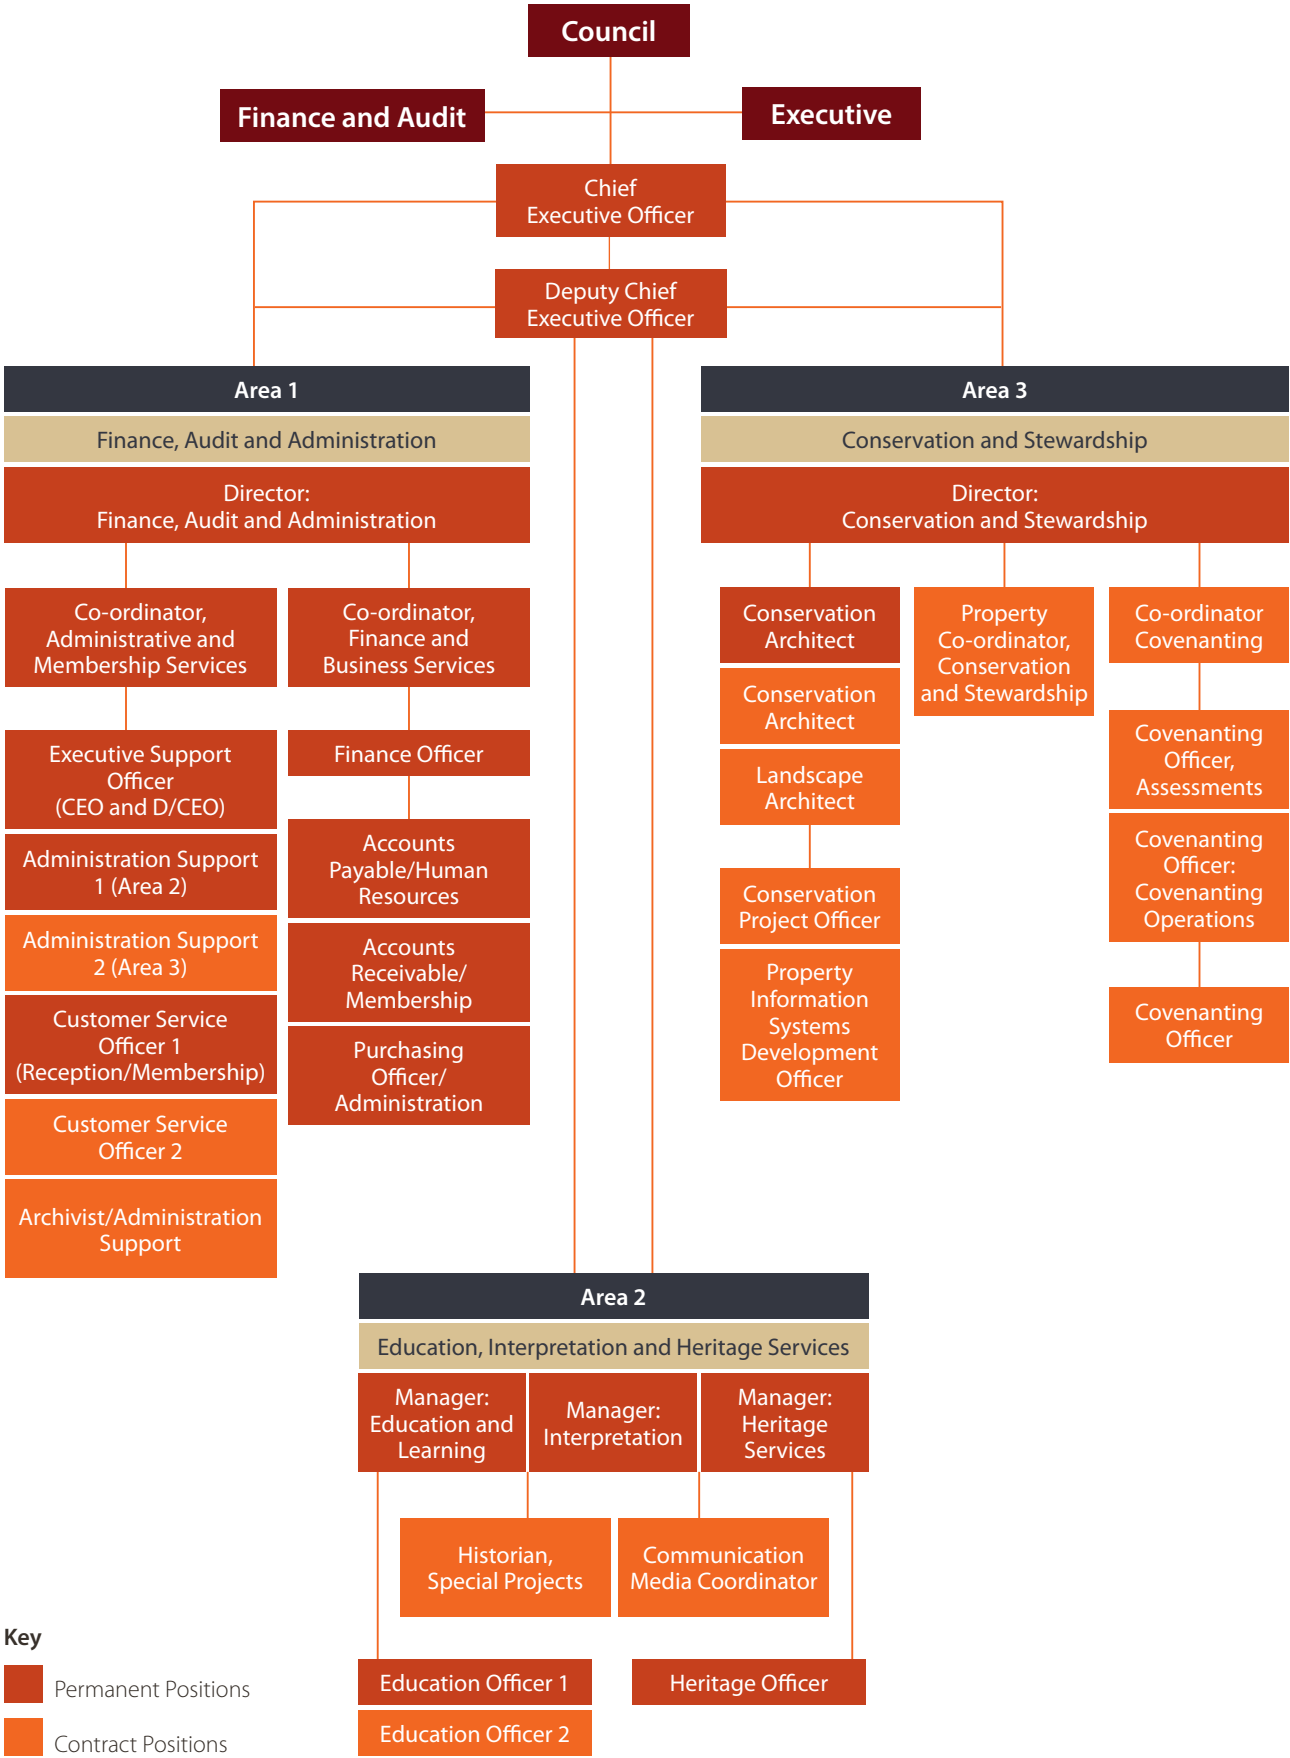 Council
Finance and Audit
Executive
Chief
Executive Officer
Deputy Chief
Executive Officer
Area 1
Finance, Audit and Administration
Director:
Finance, Audit and Administration
Co-ordinator,
Administrative and
Membership Services
Executive Support
Officer
(CEO and D/CEO)
Administration Support
1 (Area 2)
Administration Support
2 (Area 3)
Customer Service
Officer 1
(Reception/Membership)
Customer Service
Officer 2
Archivist/Administration
Support
Co-ordinator,
Finance and
Business Services
Finance Officer
Accounts
Payable/Human
Resources
Accounts
Receivable/
Membership
Purchasing
Officer/
Administration
Area 3
Conservation and Stewardship
Director:
Conservation and Stewardship
Conservation
Architect
Conservation
Architect
Landscape
Architect
Conservation
Project Officer
Property
Information
Systems
Development
Officer
Property
Co-ordinator,
Conservation
and Stewardship
Co-ordinator
Covenanting
Covenanting
Officer,
Assessments
Covenanting
Officer:
Covenanting
Operations
Covenanting
Officer
Area 2
Education, Interpretation and Heritage Services
Manager:
Education and
Learning
Manager:
Interpretation
Manager:
Heritage
Services
Historian,
Special Projects
Communication
Media Coordinator
Education Officer 1
Education Officer 2
Heritage Officer
Key
Permanent Positions
Contract Positions